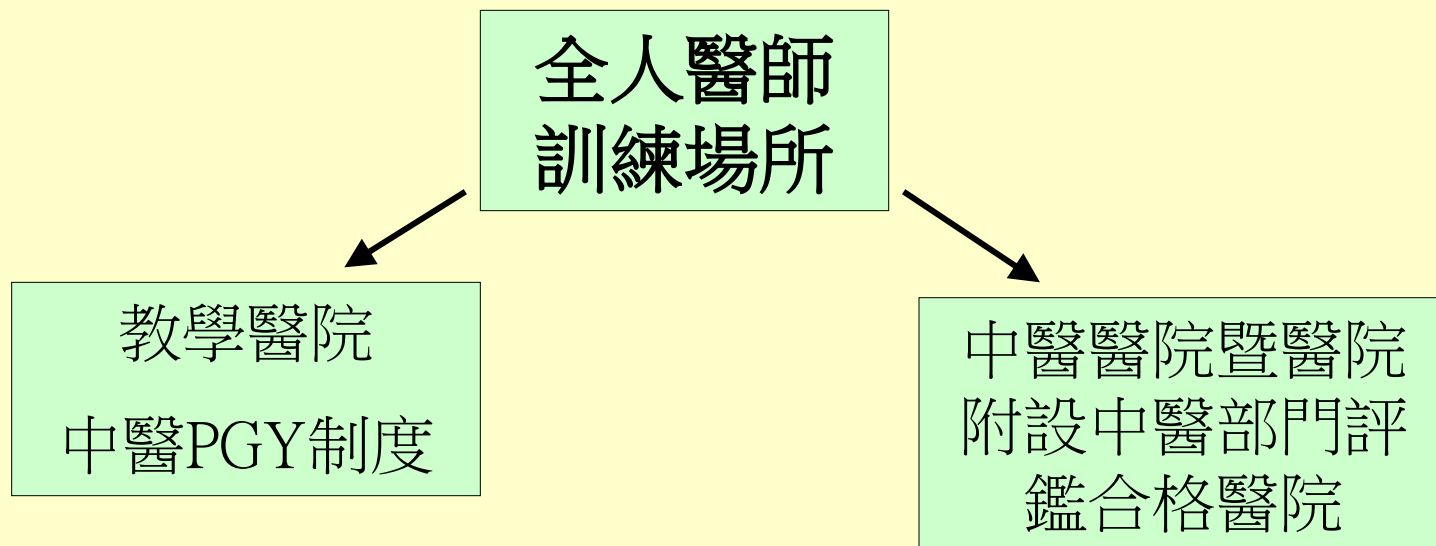 全人醫師
訓練場所
教學醫院
中醫PGY制度
中醫醫院暨醫院
附設中醫部門評
鑑合格醫院